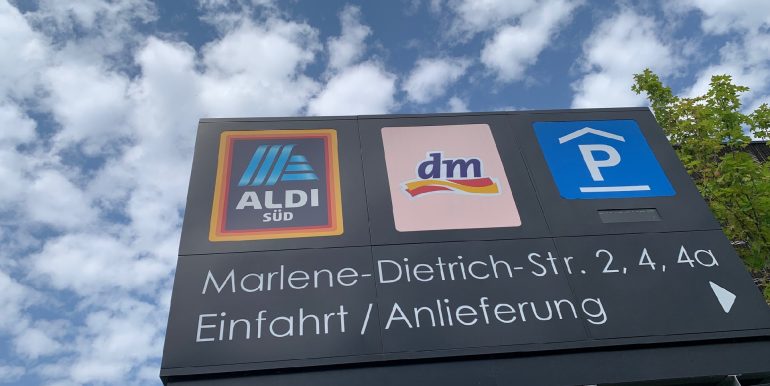 ALDI
SÜD
dm
P
Marlene-Dietrich-Str. 2, 4, 4a
Einfahrt / Anlieferung